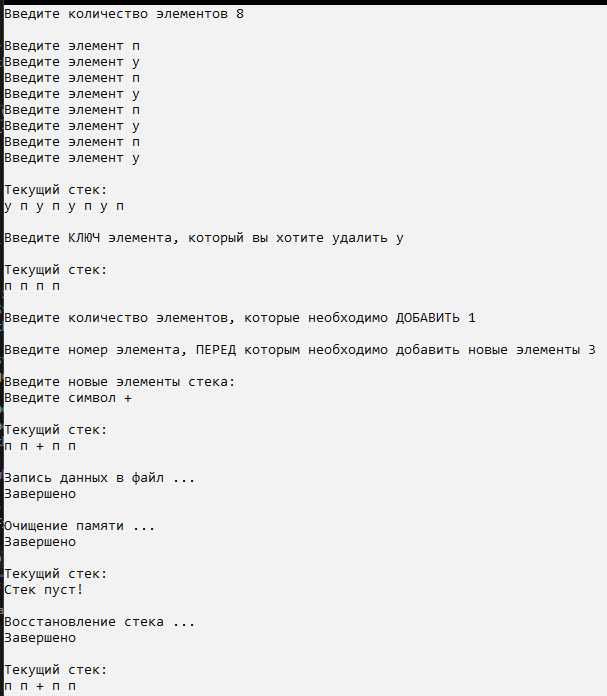 Введите количество элементов 8
Введите элемент п
Введите элемент у
Введите элемент п
Введите элемент у
Введите элемент п
Введите элемент у
Введите элемент п
Введите элемент у
Текущий стек:
у п у п у п у п
Введите КЛЮЧ элемента, который вы хотите удалить у
Текущий стек:
п п п п
Введите количество элементов, которые необходимо ДОБАВИТЬ 1
Введите номер элемента, ПЕРЕД которым необходимо добавить новые элементы 3
Введите новые элементы стека:
Введите символ +
Текущий стек:
п п + п п
Запись данных в файл ...
Завершено
Очищение памяти ...
Завершено
Текущий стек:
Стек пуст!
Восстановление стека ...
Завершено
Текущий стек:
п п + п п